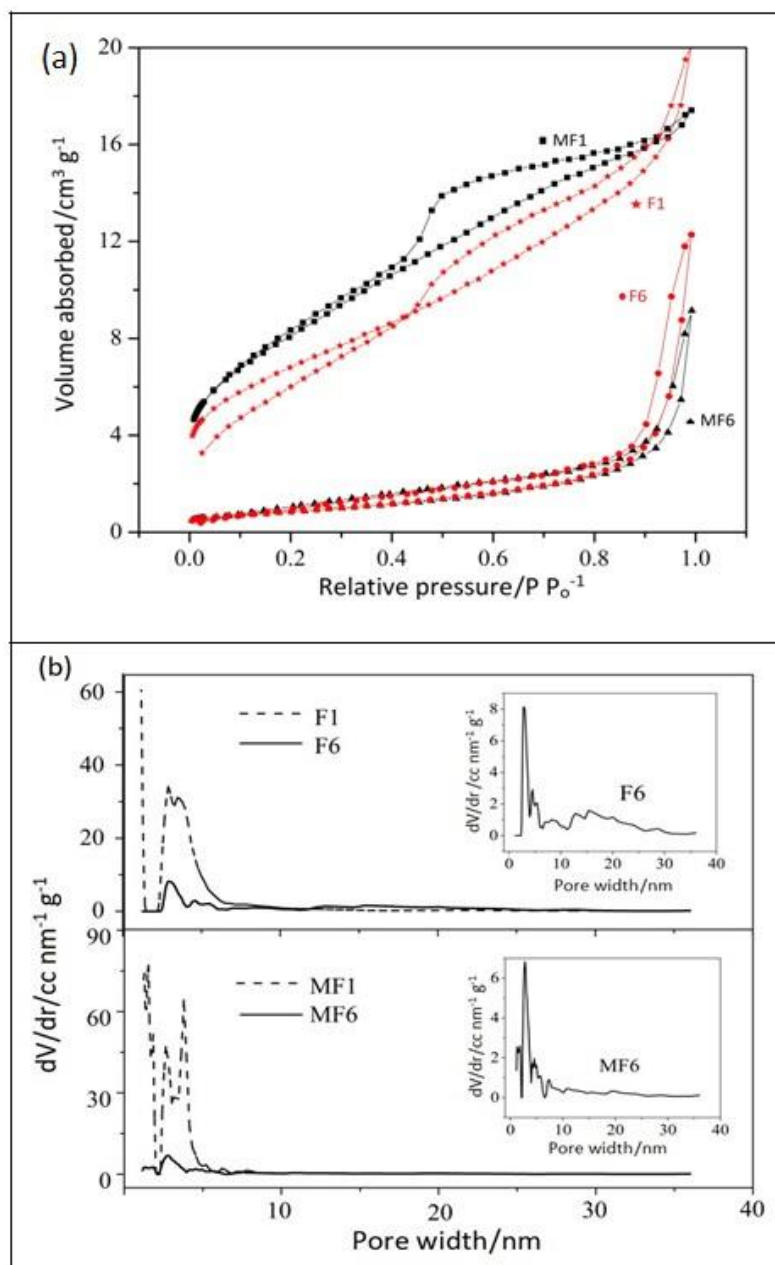 (a)
20
16
12
8
4
0
Volume absorbed/cm³ g⁻¹
MF1
F1
F6
MF6
0.0 0.2 0.4 0.6 0.8 1.0
Relative pressure/P Pₒ⁻¹
(b)
60
40
20
0
F1
F6
8
6
4
2
0
dV/dr/cc nm⁻¹ g⁻¹
F6
0 10 20 30 40
Pore width/nm
90
60
30
0
dV/dr/cc nm⁻¹ g⁻¹
MF1
MF6
6
4
2
0
dV/dr/cc nm⁻¹ g⁻¹
MF6
0 10 20 30 40
Pore width/nm
10 20 30 40
Pore width/nm